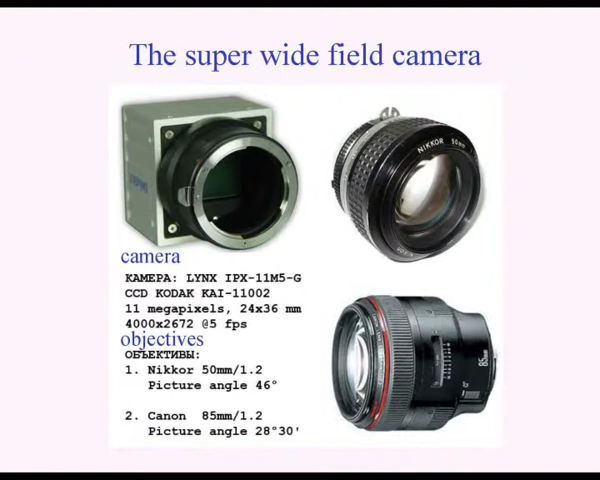 The super wide field camera
NIKKOR 50mm
camera
КАМЕРА: LYNX IPX-11M5-G
CCD KODAK KAI-11002
11 megapixels, 24x36 mm
4000x2672 @5 fps
objectives
ОБЪЕКТИВЫ:
1. Nikkor 50mm/1.2
Picture angle 46°
2. Canon 85mm/1.2
Picture angle 28°30'
85mm